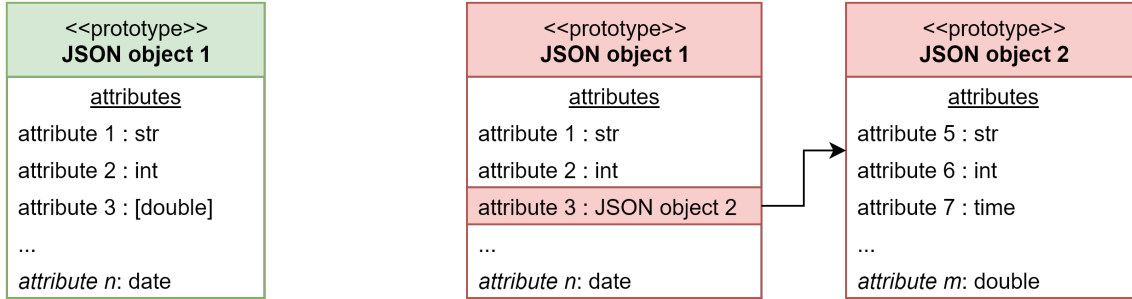 <<prototype>>
JSON object 1
attributes
attribute 1 : str
attribute 2 : int
attribute 3 : [double]
...
attribute n: date
<<prototype>>
JSON object 1
attributes
attribute 1 : str
attribute 2 : int
attribute 3 : JSON object 2
...
attribute n: date
<<prototype>>
JSON object 2
attributes
attribute 5 : str
attribute 6 : int
attribute 7 : time
...
attribute m: double